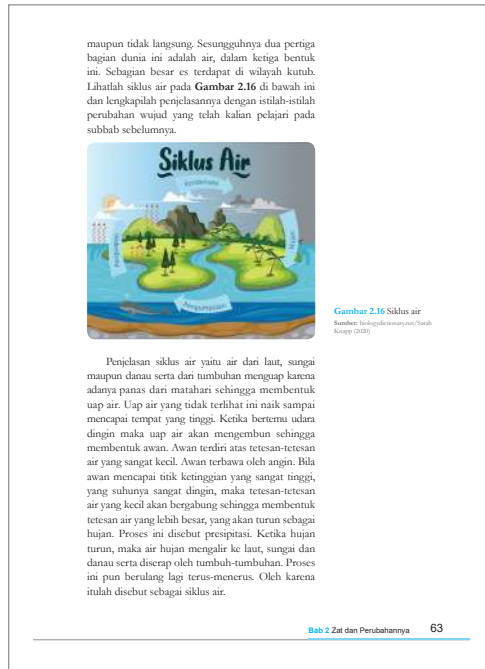 maupun tidak langsung. Sesungguhnya dua pertiga
bagian dunia ini adalah air, dalam ketiga bentuk
ini. Sebagian besar es terdapat di wilayah kutub.
Lihatlah siklus air pada Gambar 2.16 di bawah ini
dan lengkapilah penjelasannya dengan istilah-istilah
perubahan wujud yang telah kalian pelajari pada
subbab sebelumnya.
Siklus Air
Hujan
Pengumpulan
Gambar 2.16 Siklus air
Sumber: biologydictionary.net/Sarah
Knapp (2020)
Penjelasan siklus air yaitu air dari laut, sungai
maupun danau serta dari tumbuhan menguap karena
adanya panas dari matahari sehingga membentuk
uap air. Uap air yang tidak terlihat ini naik sampai
mencapai tempat yang tinggi. Ketika bertemu udara
dingin maka uap air akan mengembun sehingga
membentuk awan. Awan terdiri atas tetesan-tetesan
air yang sangat kecil. Awan terbawa oleh angin. Bila
awan mencapai titik ketinggian yang sangat tinggi,
yang suhunya sangat dingin, maka tetesan-tetesan
air yang kecil akan bergabung sehingga membentuk
tetesan air yang lebih besar, yang akan turun sebagai
hujan. Proses ini disebut presipitasi. Ketika hujan
turun, maka air hujan mengalir ke laut, sungai dan
danau serta diserap oleh tumbuh-tumbuhan. Proses
ini pun berulang lagi terus-menerus. Oleh karena
itulah disebut sebagai siklus air.
Bab 2 Zat dan Perubahannya 63